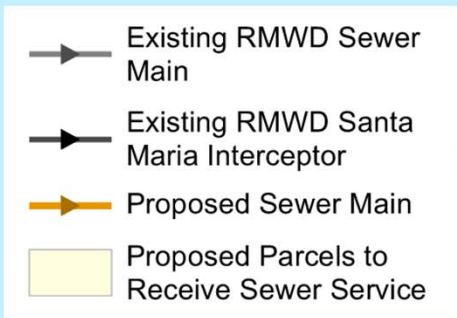 Existing RMWD Sewer
Main
Existing RMWD Santa
Maria Interceptor
Proposed Sewer Main
Proposed Parcels to
Receive Sewer Service